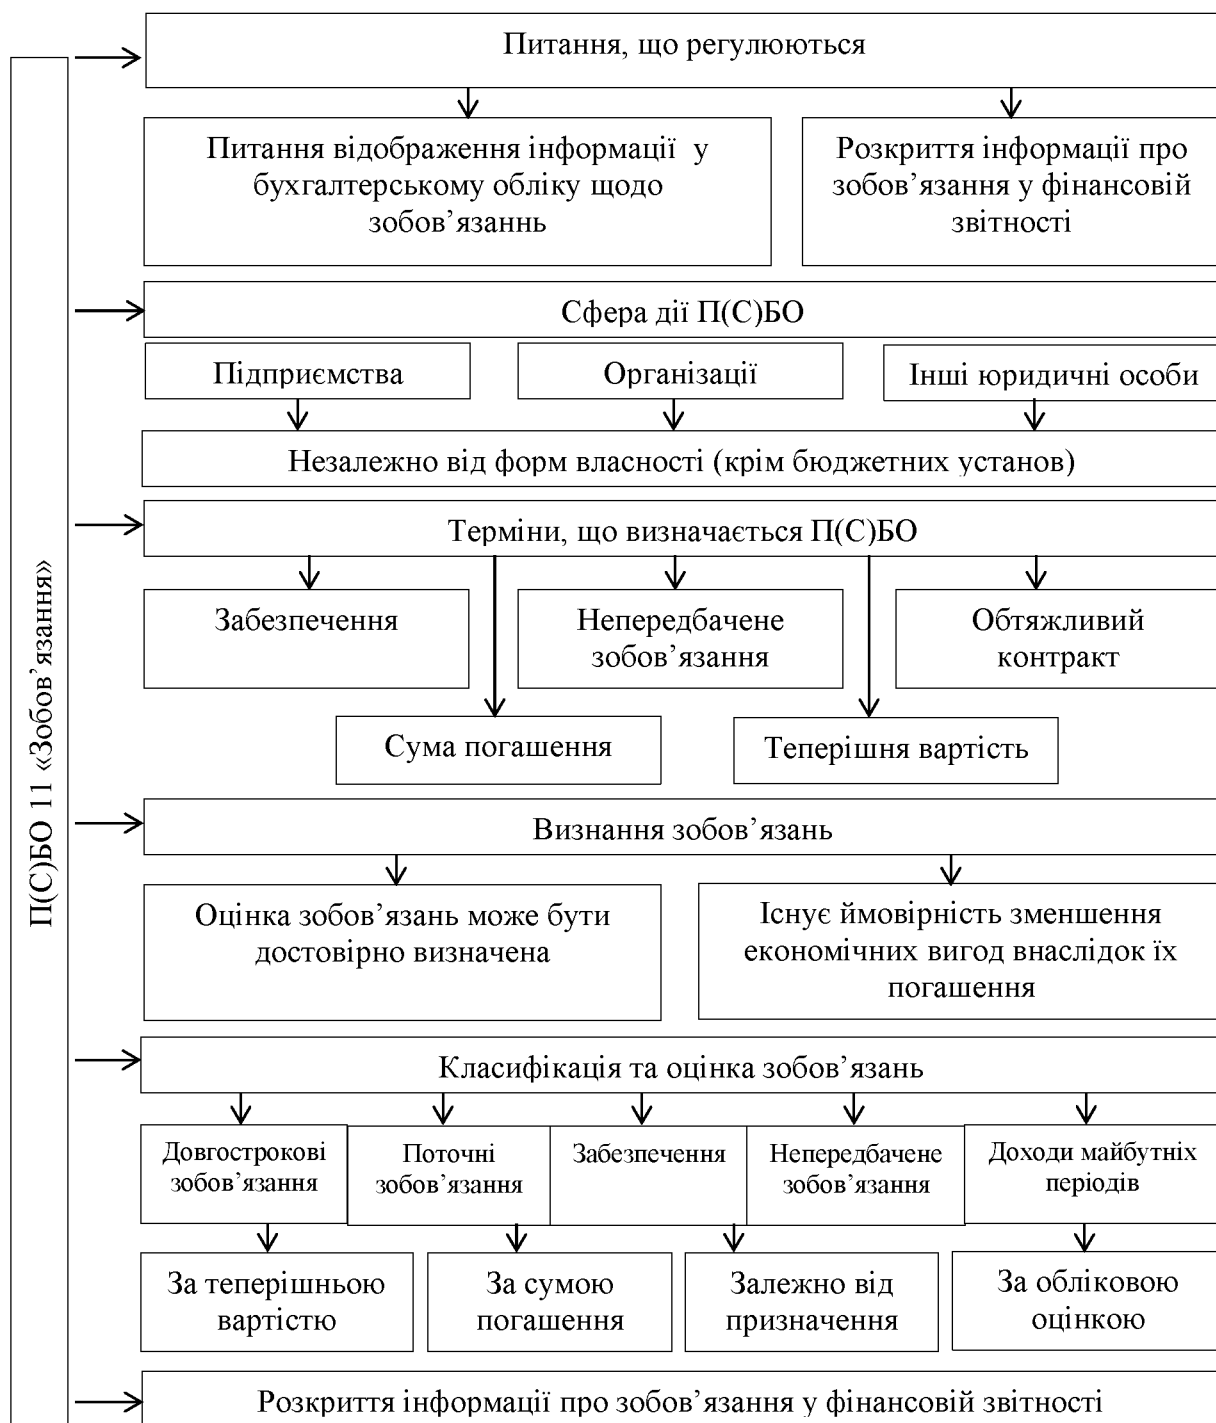 П(С)БО 11 «Зобов’язання»
Питання, що регулюються
Питання відображення інформації у
бухгалтерському обліку щодо
зобов’язаннь
Розкриття інформації про
зобов’язання у фінансовій
звітності
Сфера дії П(С)БО
Підприємства
Організації
Інші юридичні особи
Незалежно від форм власності (крім бюджетних установ)
Терміни, що визначається П(С)БО
Забезпечення
Непередбачене
зобов’язання
Обтяжливий
контракт
Сума погашення
Теперішня вартість
Визнання зобов’язань
Оцінка зобов’язань може бути
достовірно визначена
Існує ймовірність зменшення
економічних вигод внаслідок їх
погашення
Класифікація та оцінка зобов’язань
Довгострокові
зобов’язання
Поточні
зобов’язання
Забезпечення
Непередбачене
зобов’язання
Доходи майбутніх
періодів
За теперішньою
вартістю
За сумою
погашення
Залежно від
призначення
За обліковою
оцінкою
Розкриття інформації про зобов’язання у фінансовій звітності